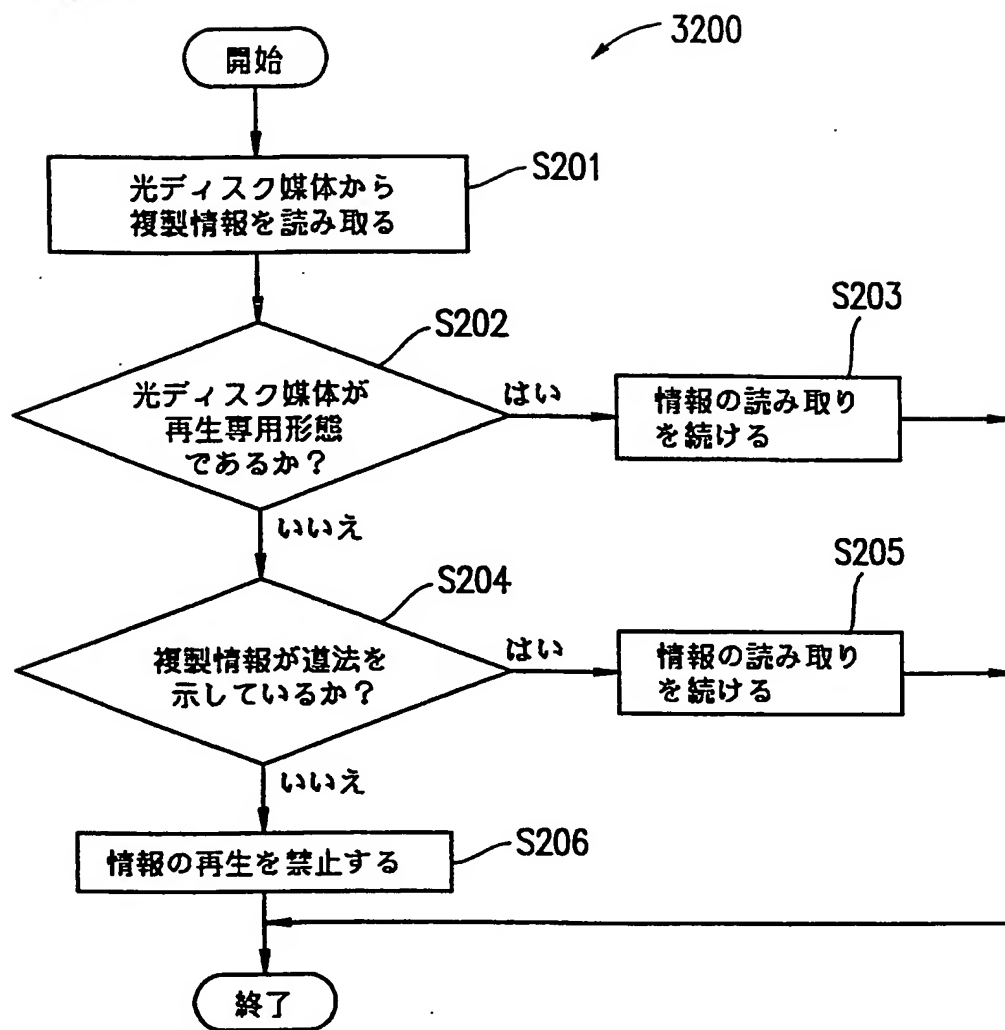 3200
開始
S201
光ディスク媒体から
複製情報を読み取る
S202
光ディスク媒体が
再生専用形態
であるか？
はい
S203
情報の読み取り
を続ける
いいえ
S204
複製情報が遵法を
示しているか？
はい
S205
情報の読み取り
を続ける
いいえ
S206
情報の再生を禁止する
終了